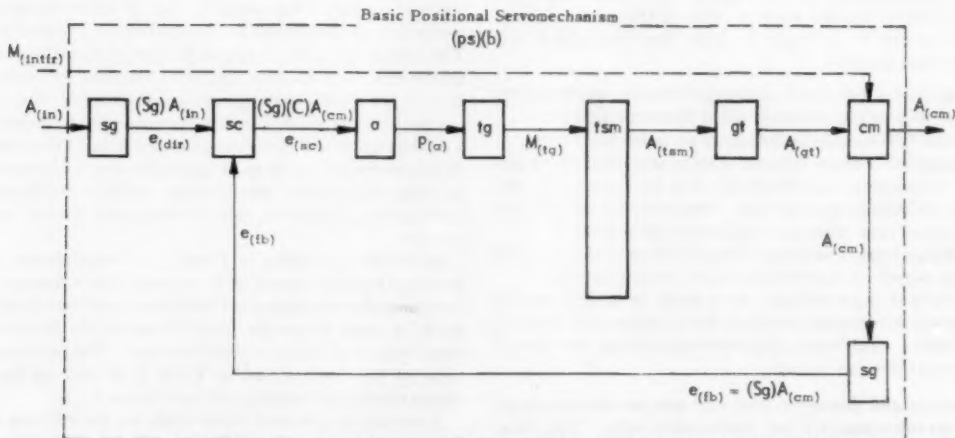 Basic Positional Servomechanism
(ps)(b)
M(intfr)
A(in)
sg
(Sg) A(in)
e(dir)
sc
(Sg)(C)A(cm)
e(sc)
a
P(a)
tg
M(tg)
tsm
A(tsm)
gt
A(gt)
cm
A(cm)
e(fb)
A(cm)
sg
e(fb) = (Sg)A(cm)